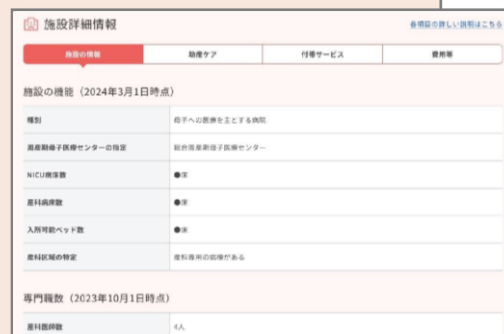 施設詳細情報
各項目の詳しい説明はこちら
施設の情報 助産ケア 付帯サービス 費用等
施設の機能（2024年3月1日時点）
種別 母子への医療を主とする病院
周産期母子医療センターの指定 総合周産期母子医療センター
NICU病床数 ●床
産科病床数 ●床
入所可能ベッド数 ●床
産科区域の特定 産科専用の病棟がある
専門職数（2023年10月1日時点）
産科医師数 4人